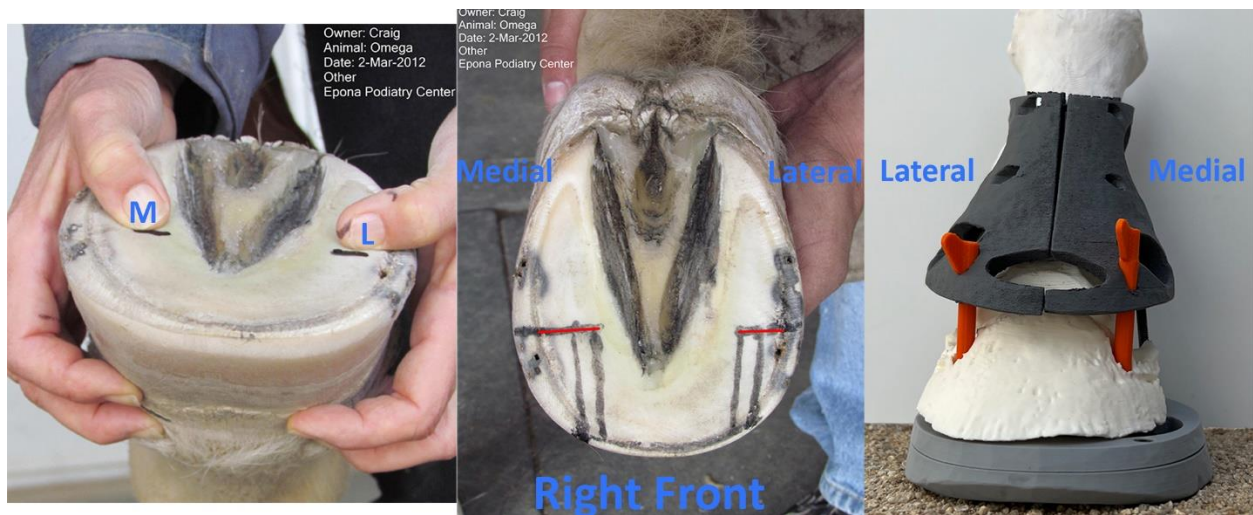 Owner: Craig
Animal: Omega
Date: 2-Mar-2012
Other
Epona Podiatry Center
M
L
Owner: Craig
Animal: Omega
Date: 2-Mar-2012
Other
Epona Podiatry Center
Medial
Lateral
Right Front
Lateral
Medial